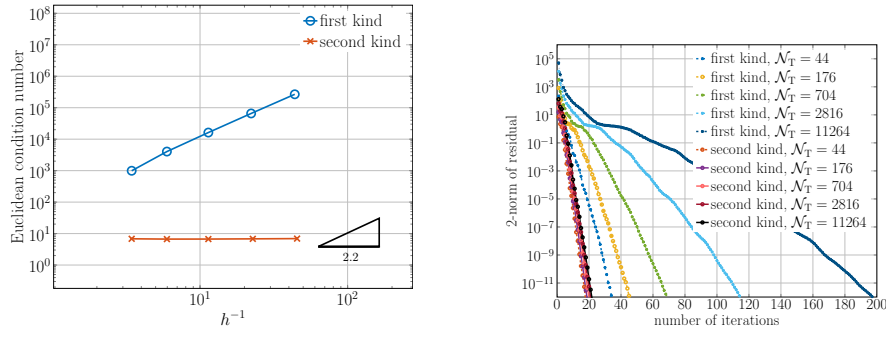 10^8
10^7
10^6
10^5
10^4
10^3
10^2
10^1
10^0
Euclidean condition number
first kind
second kind
2.2
10^1
10^2
h^{-1}
10^5
10^3
10^1
10^{-1}
10^{-3}
10^{-5}
10^{-7}
10^{-9}
10^{-11}
2-norm of residual
first kind, N_T = 44
first kind, N_T = 176
first kind, N_T = 704
first kind, N_T = 2816
first kind, N_T = 11264
second kind, N_T = 44
second kind, N_T = 176
second kind, N_T = 704
second kind, N_T = 2816
second kind, N_T = 11264
0 20 40 60 80 100 120 140 160 180 200
number of iterations